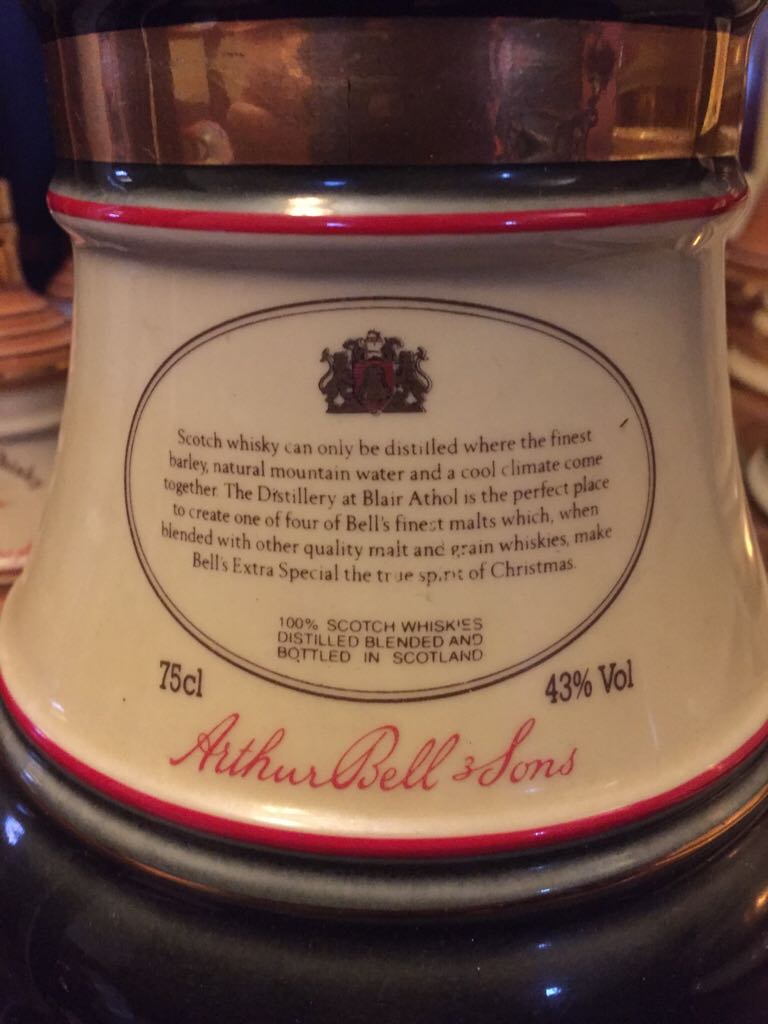 Scotch whisky can only be distilled where the finest
barley, natural mountain water and a cool climate come
together. The Distillery at Blair Athol is the perfect place
to create one of four of Bell's finest malts which, when
blended with other quality malt and grain whiskies, make
Bell's Extra Special the true spirit of Christmas.
100% SCOTCH WHISKIES
DISTILLED BLENDED AND
BOTTLED IN SCOTLAND
75cl
43% Vol
Arthur Bell & Sons